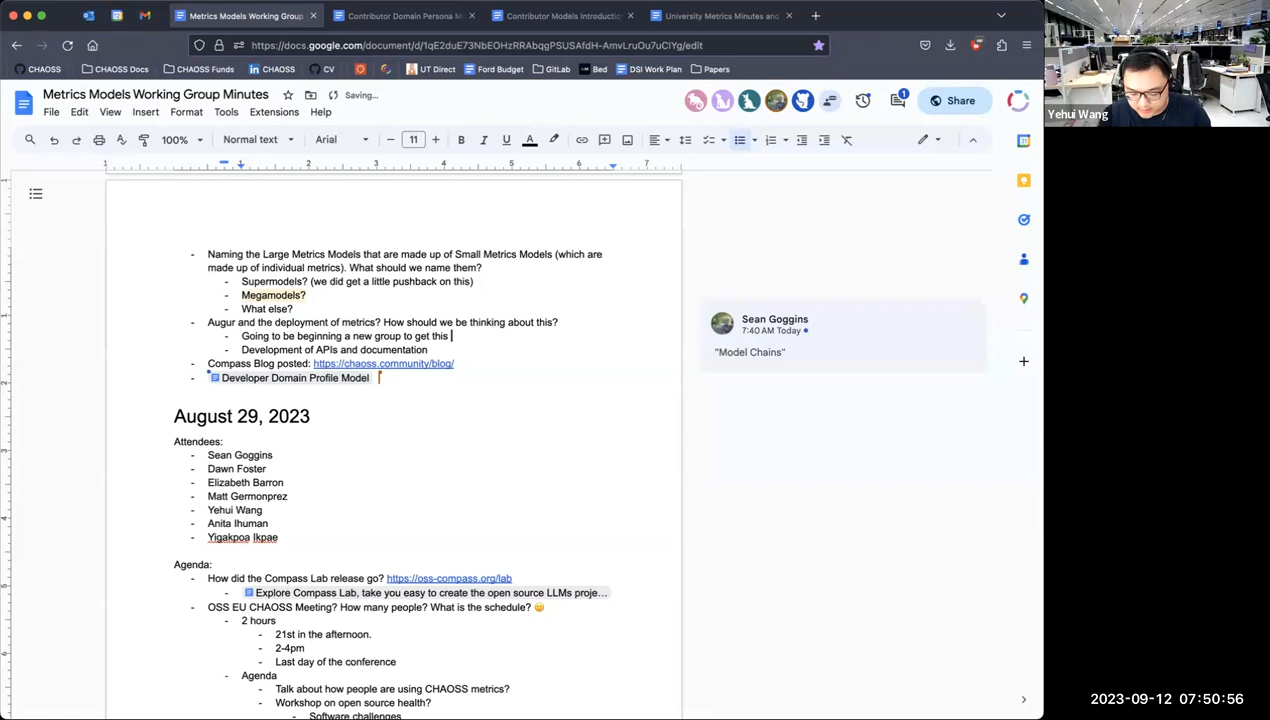 Metrics Models Working Group
Contributor Domain Persona M
Contributor Models Introduction
University Metrics Minutes and
https://docs.google.com/document/d/1qE2duE73NbEOHzRRAbqgPSUSAfdH-AmvLruOu7uClYg/edit
CHAOSS
CHAOSS Docs
CHAOSS Funds
CHAOSS
CV
UT Direct
Ford Budget
GitLab
Bed
DSI Work Plan
Papers
Metrics Models Working Group Minutes
Saving…
File Edit View Insert Format Tools Extensions Help
1
Share
100%
Normal text
Arial
11
1 1 2 3 4 5 6 7
- Naming the Large Metrics Models that are made up of Small Metrics Models (which are
made up of individual metrics). What should we name them?
- Supermodels? (we did get a little pushback on this)
- Megamodels?
- What else?
- Augur and the deployment of metrics? How should we be thinking about this?
- Going to be beginning a new group to get this
- Development of APIs and documentation
- Compass Blog posted: https://chaoss.community/blog/
- Developer Domain Profile Model
August 29, 2023
Attendees:
- Sean Goggins
- Dawn Foster
- Elizabeth Barron
- Matt Germonprez
- Yehui Wang
- Anita Ihuman
- Yigakpoa Ikpae
Agenda:
- How did the Compass Lab release go? https://oss-compass.org/lab
- Explore Compass Lab, take you easy to create the open source LLMs proje…
- OSS EU CHAOSS Meeting? How many people? What is the schedule? 🙂
- 2 hours
- 21st in the afternoon.
- 2-4pm
- Last day of the conference
- Agenda
- Talk about how people are using CHAOSS metrics?
- Workshop on open source health?
- Software challenges
Sean Goggins
7:40 AM Today
"Model Chains"
Yehui Wang
2023-09-12 07:50:56